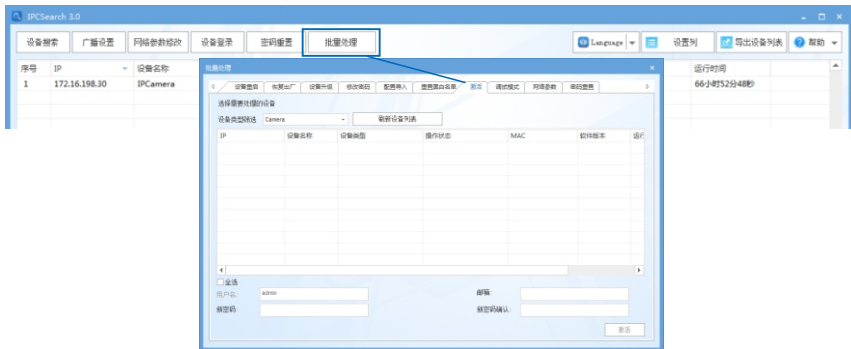 IPCSearch 3.0
设备搜索 广播设置 网络参数修改 设备登录 密码重置 批量处理 Language 设置列 导出设备列表 帮助
序号 IP 设备名称 运行时间
1 172.16.198.30 IPCamera 66小时52分48秒
批量处理
设备重启 恢复出厂 设备升级 修改密码 配置导入 重置黑白名单 激活 调试模式 网络参数 密码重置
选择需要处理的设备
设备类型筛选 Camera 刷新设备列表
IP 设备名称 设备类型 操作状态 MAC 软件版本 运行
全选
用户名: admin 邮箱:
新密码: 新密码确认:
激活